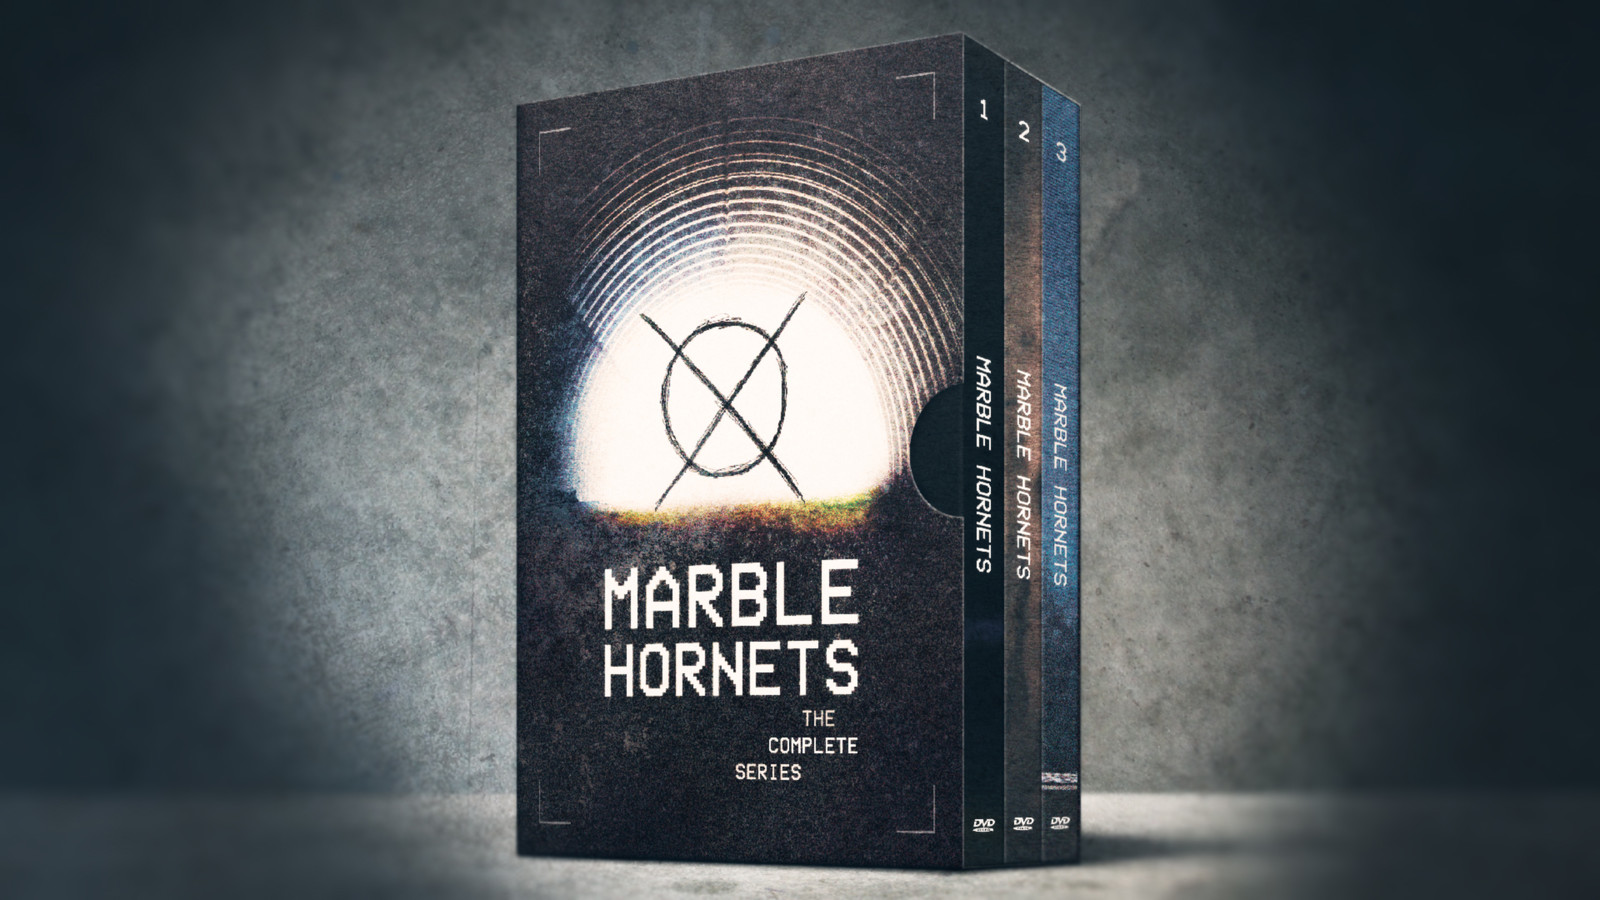 MARBLE
HORNETS
THE
COMPLETE
SERIES
1
MARBLE HORNETS
DVD
2
MARBLE HORNETS
DVD
3
MARBLE HORNETS
DVD